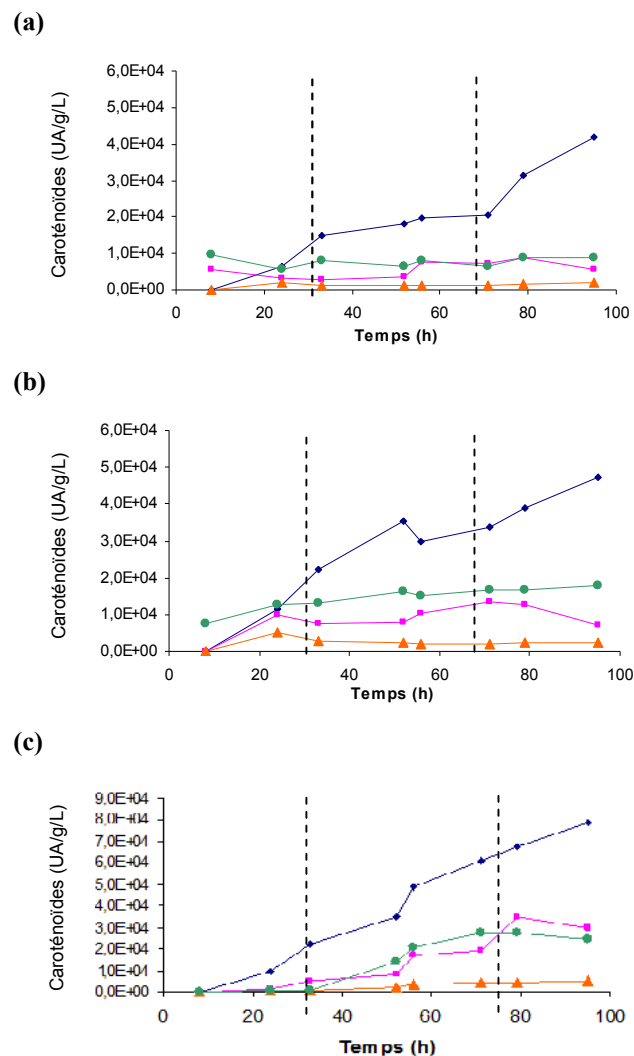 (a)
Caroténoïdes (UA/g/L)
6,0E+04
5,0E+04
4,0E+04
3,0E+04
2,0E+04
1,0E+04
0,0E+00
0 20 40 60 80 100
Temps (h)
(b)
Caroténoïdes (UA/g/L)
6,0E+04
5,0E+04
4,0E+04
3,0E+04
2,0E+04
1,0E+04
0,0E+00
0 20 40 60 80 100
Temps (h)
(c)
Caroténoïdes (UA/g/L)
9,0E+04
8,0E+04
7,0E+04
6,0E+04
5,0E+04
4,0E+04
3,0E+04
2,0E+04
1,0E+04
0,0E+00
0 20 40 60 80 100
Temps (h)